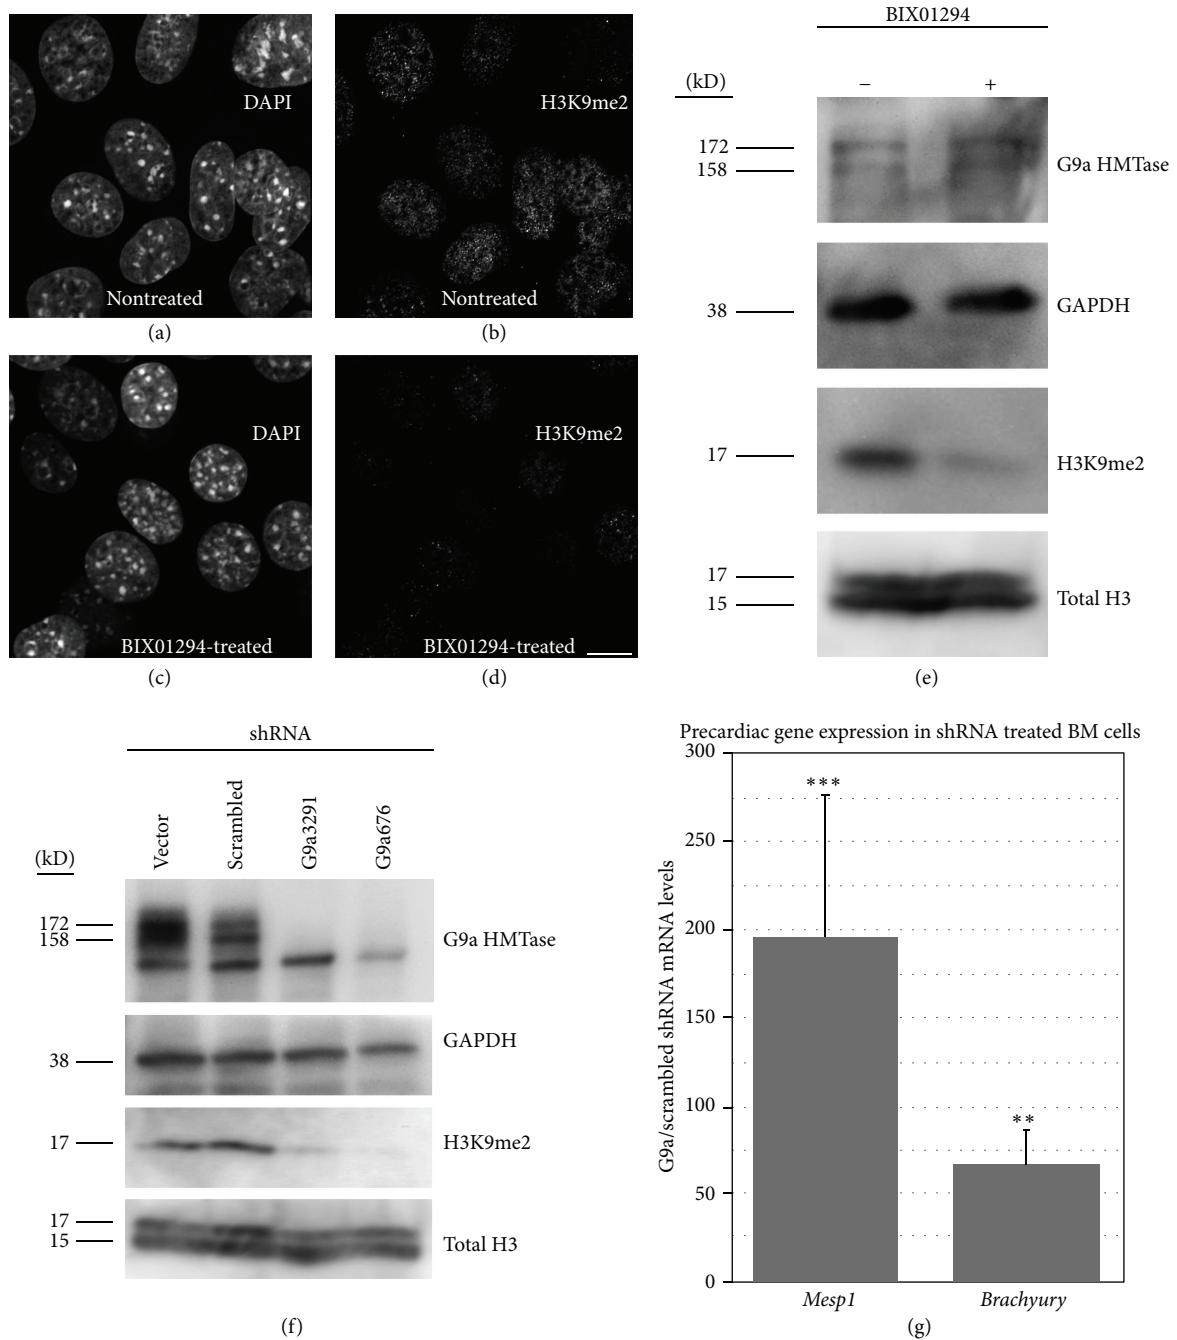 DAPI
Nontreated
(a)
H3K9me2
Nontreated
(b)
DAPI
BIX01294-treated
(c)
H3K9me2
BIX01294-treated
(d)
BIX01294
(kD) − +
172
158
G9a HMTase
38
GAPDH
17
H3K9me2
17
15
Total H3
(e)
shRNA
(kD)
Vector
Scrambled
G9a3291
G9a676
172
158
G9a HMTase
38
GAPDH
17
H3K9me2
17
15
Total H3
(f)
Precardiac gene expression in shRNA treated BM cells
G9a/scrambled shRNA mRNA levels
300
250
200
150
100
50
0
***
**
Mesp1 Brachyury
(g)